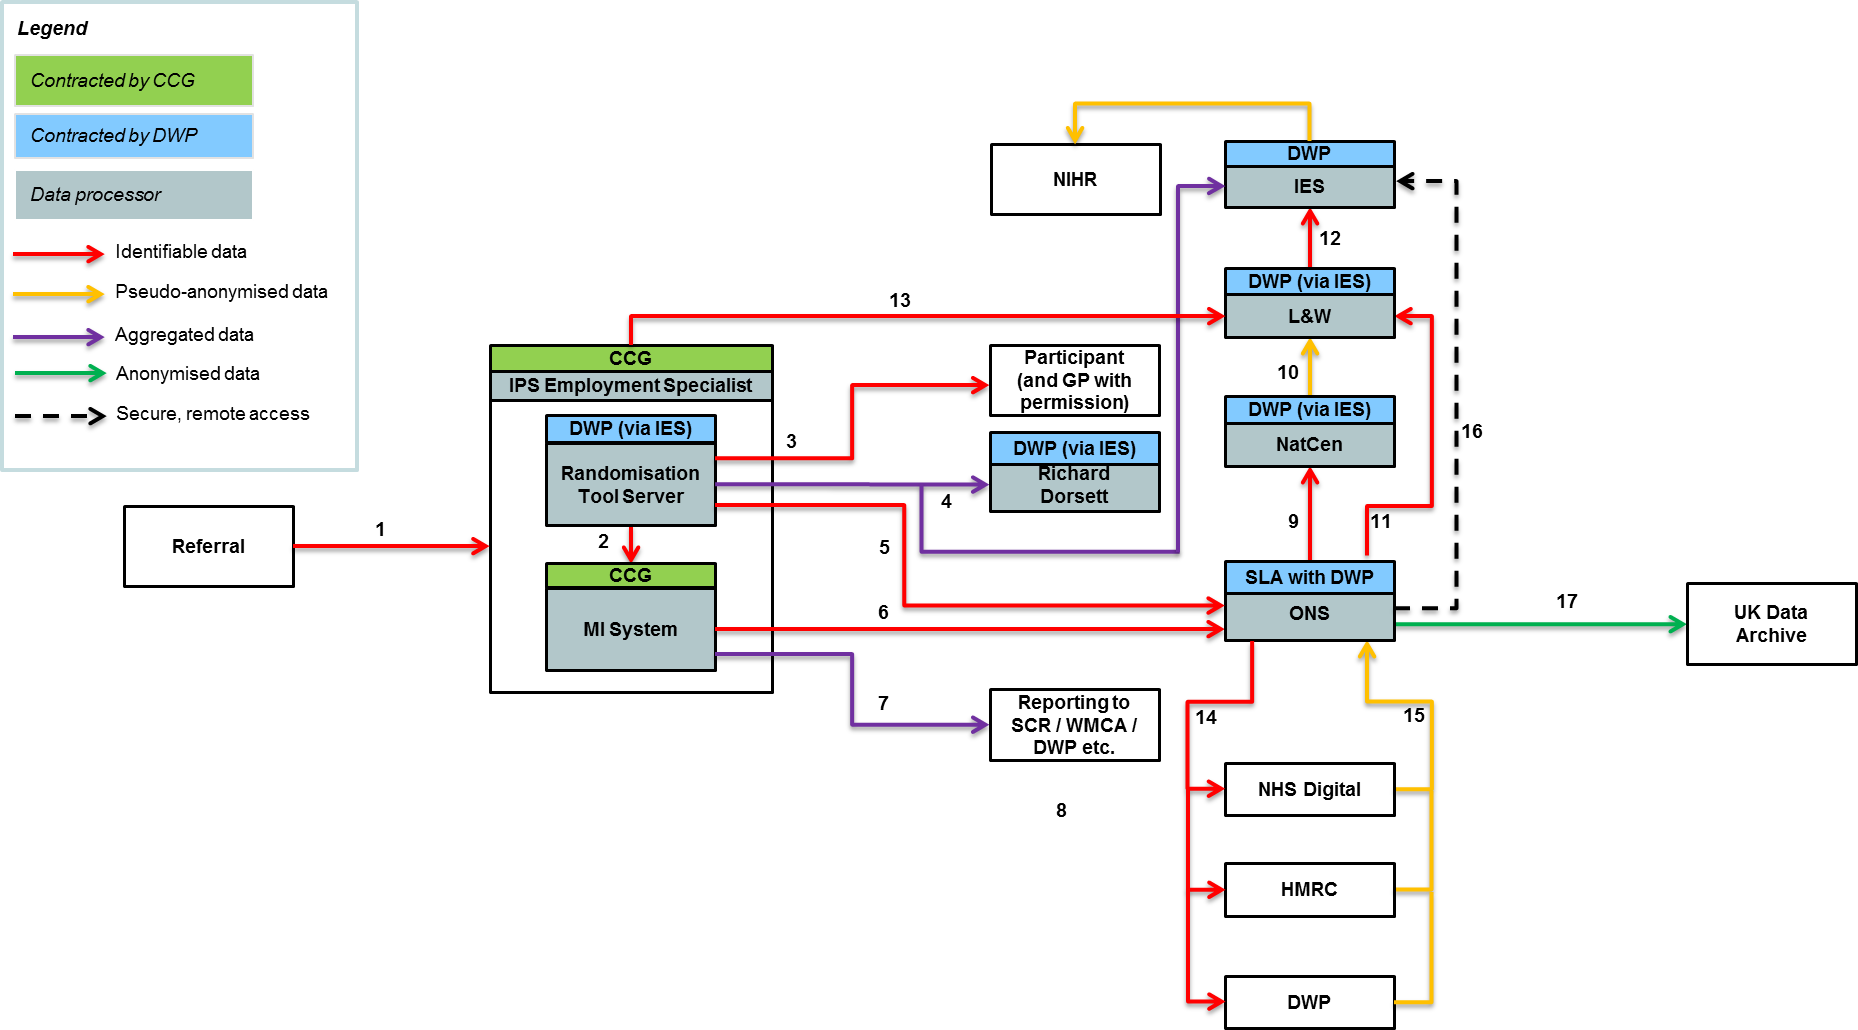 Legend
Contracted by CCG
Contracted by DWP
Data processor
Identifiable data
Pseudo-anonymised data
Aggregated data
Anonymised data
Secure, remote access
Referral
1
CCG
IPS Employment Specialist
DWP (via IES)
Randomisation
Tool Server
2
CCG
MI System
13
3
4
5
6
7
8
Participant
(and GP with
permission)
DWP (via IES)
Richard
Dorsett
Reporting to
SCR / WMCA /
DWP etc.
NIHR
DWP
IES
12
DWP (via IES)
L&W
10
DWP (via IES)
NatCen
9
11
16
SLA with DWP
ONS
17
UK Data
Archive
14
15
NHS Digital
HMRC
DWP